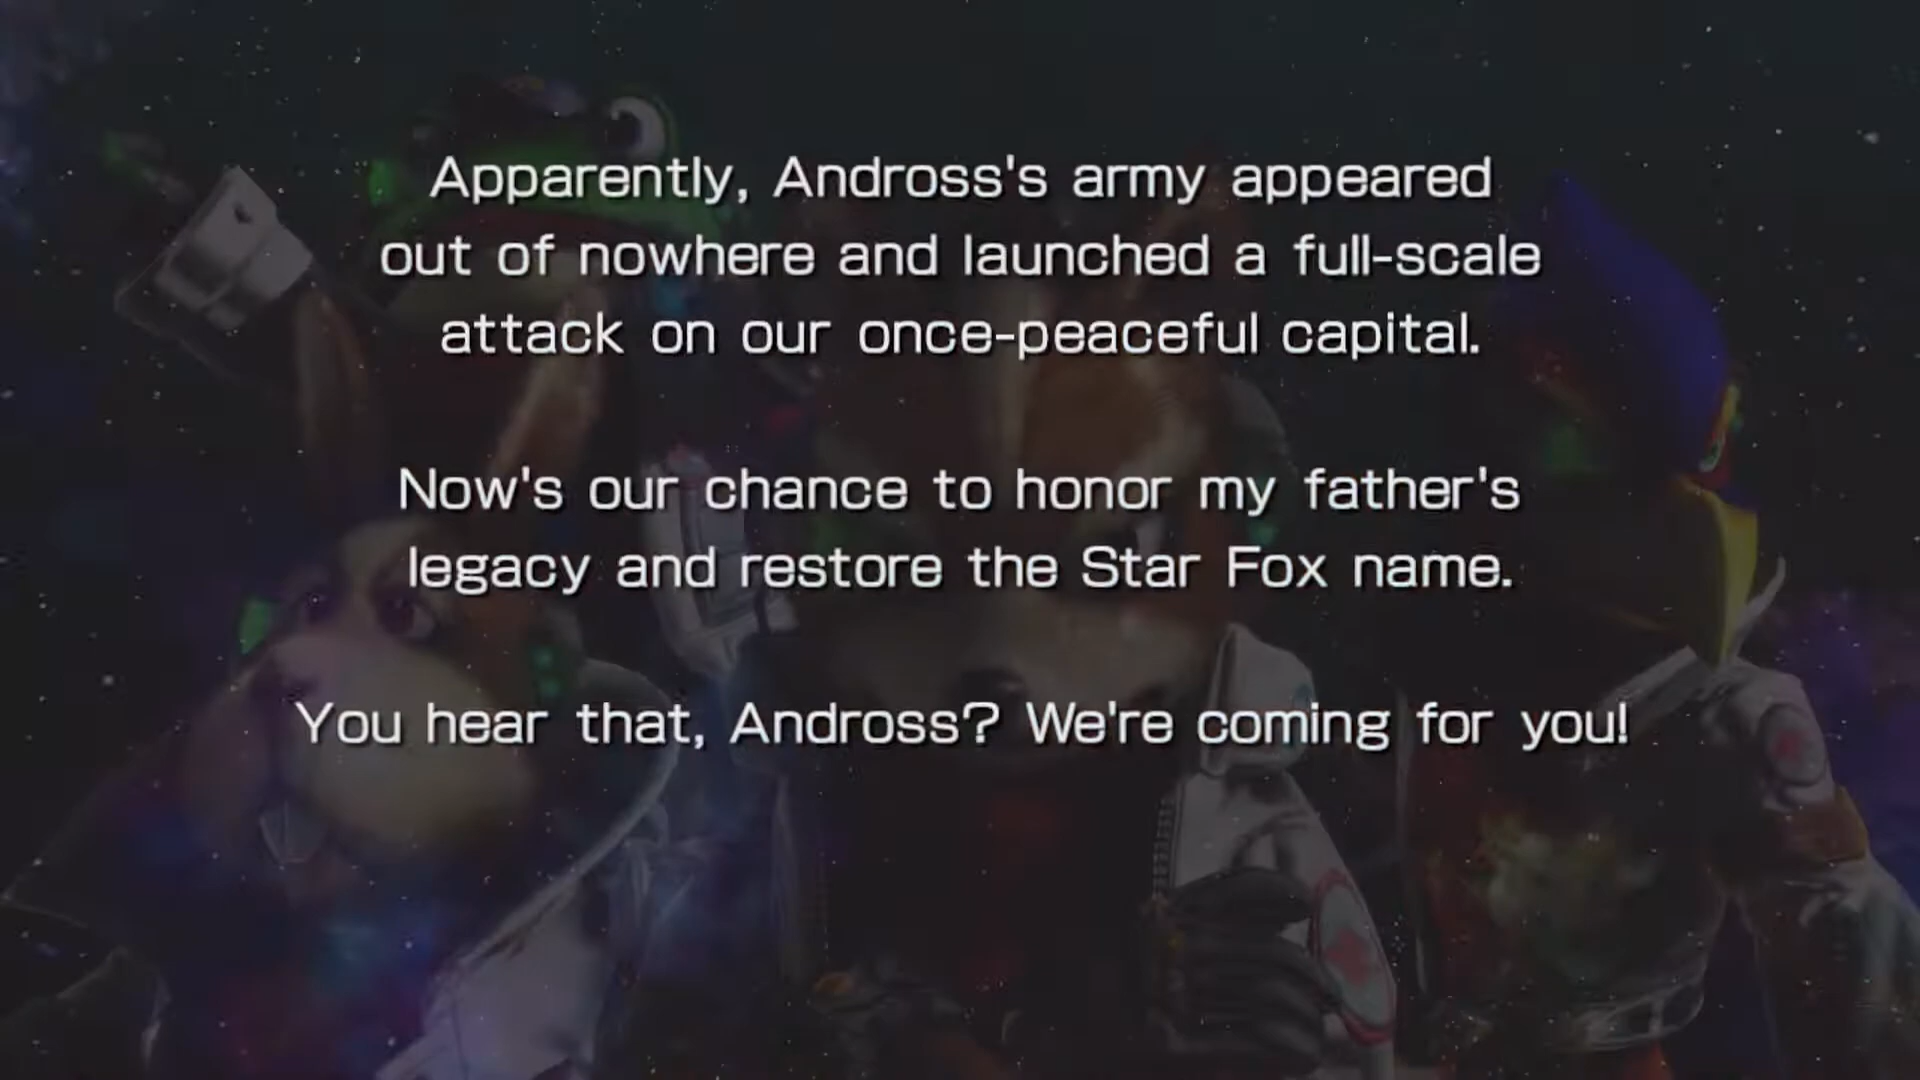 Apparently, Andross's army appeared
out of nowhere and launched a full-scale
attack on our once-peaceful capital.
Now's our chance to honor my father's
legacy and restore the Star Fox name.
You hear that, Andross? We're coming for you!